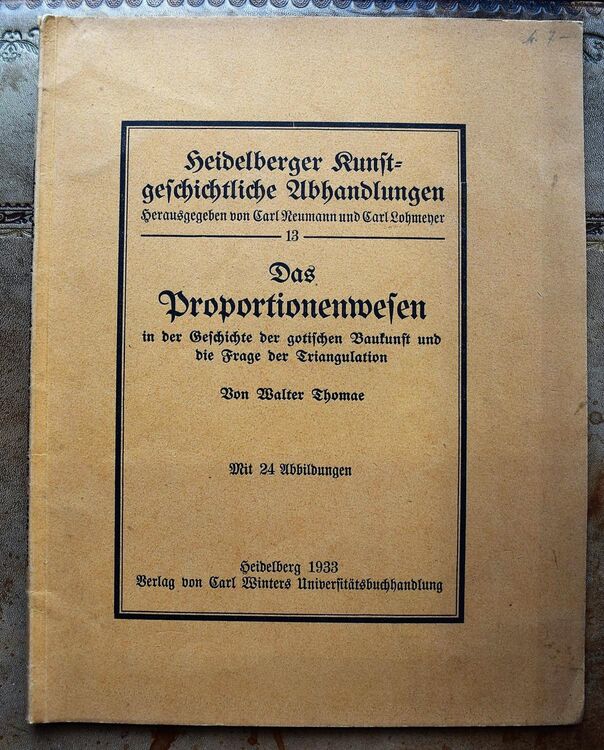 Heidelberger Kunst-
geschichtliche Abhandlungen
Herausgegeben von Carl Neumann und Carl Lohmeyer
13
Das
Proportionenwesen
in der Geschichte der gotischen Baukunst und
die Frage der Triangulation
Von Walter Thomae
Mit 24 Abbildungen
Heidelberg 1933
Verlag von Carl Winters Universitätsbuchhandlung